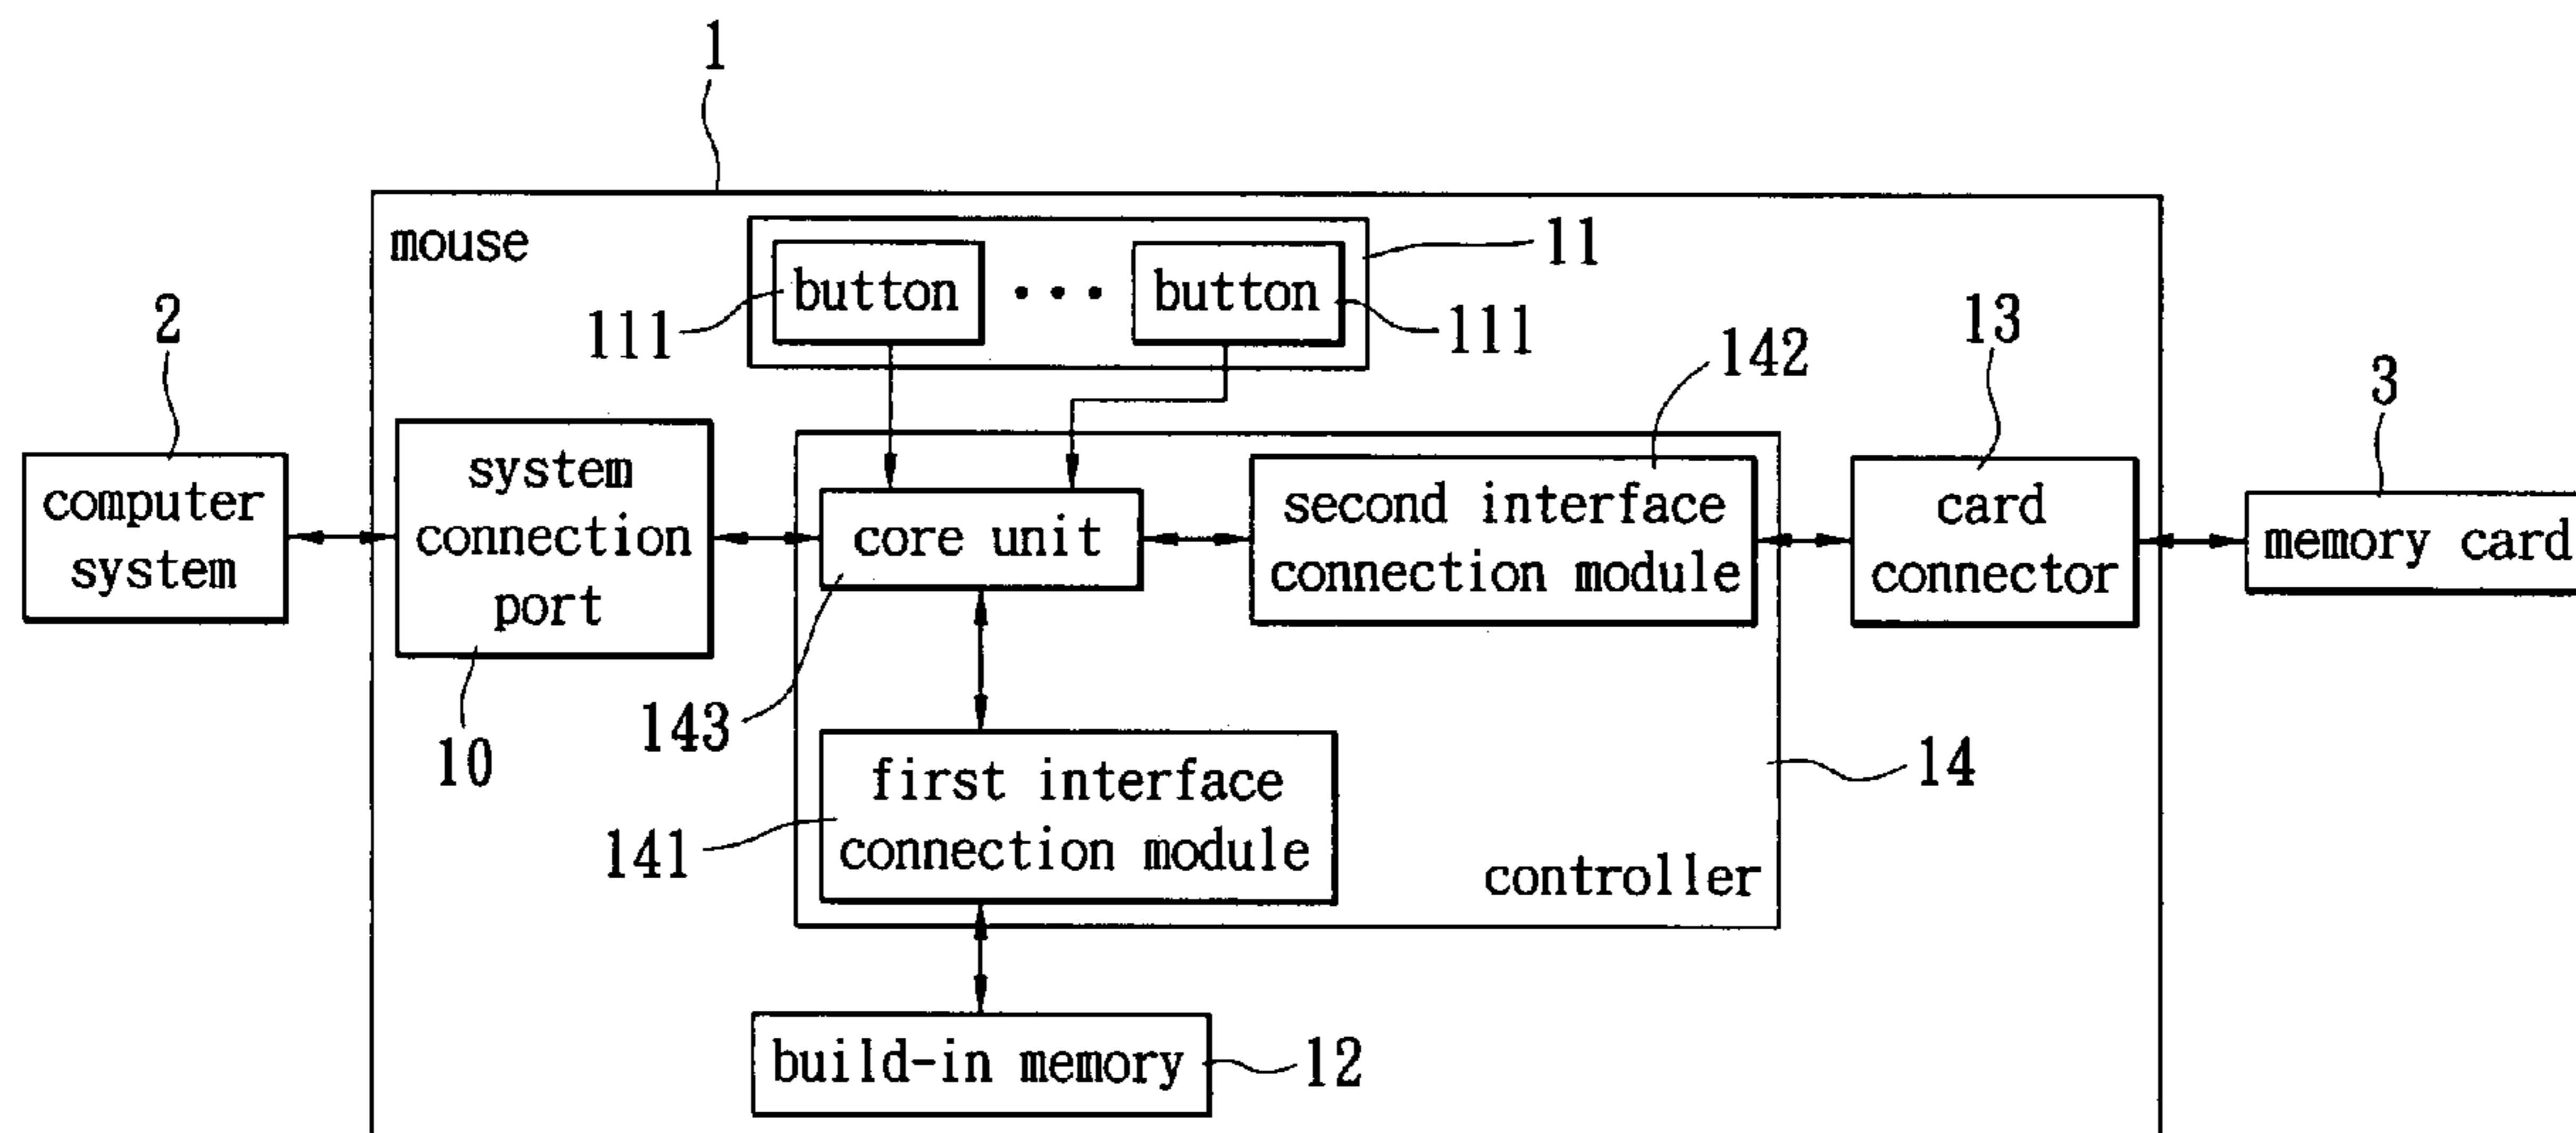 1
mouse
11
button
• • •
button
111
111
2
13
142
3
computer
system
system
connection
port
core unit
second interface
connection module
card
connector
memory card
143
10
14
first interface
connection module
141
controller
build-in memory
12